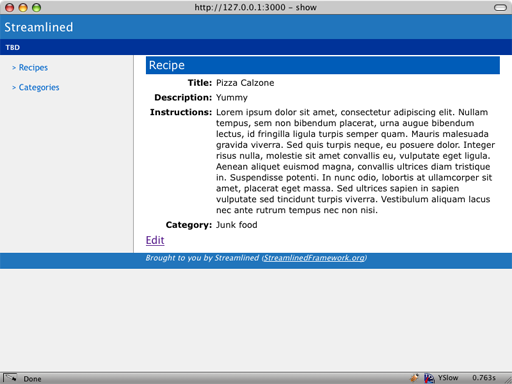 http://127.0.0.1:3000 – show
Streamlined
TBD
> Recipes
> Categories
Recipe
Title: Pizza Calzone
Description: Yummy
Instructions: Lorem ipsum dolor sit amet, consectetur adipiscing elit. Nullam
tempus, sem non bibendum placerat, urna augue bibendum
lectus, id fringilla ligula turpis semper quam. Mauris malesuada
gravida viverra. Sed quis turpis neque, eu posuere dolor. Integer
risus nulla, molestie sit amet convallis eu, vulputate eget ligula.
Aenean aliquet euismod magna, convallis ultrices diam tristique
in. Suspendisse potenti. In nunc odio, lobortis at ullamcorper sit
amet, placerat eget massa. Sed ultrices sapien in sapien
vulputate sed tincidunt turpis viverra. Vestibulum aliquam lacus
nec ante rutrum tempus nec non nisi.
Category: Junk food
Edit
Brought to you by Streamlined (StreamlinedFramework.org)
Done
YSlow 0.763s